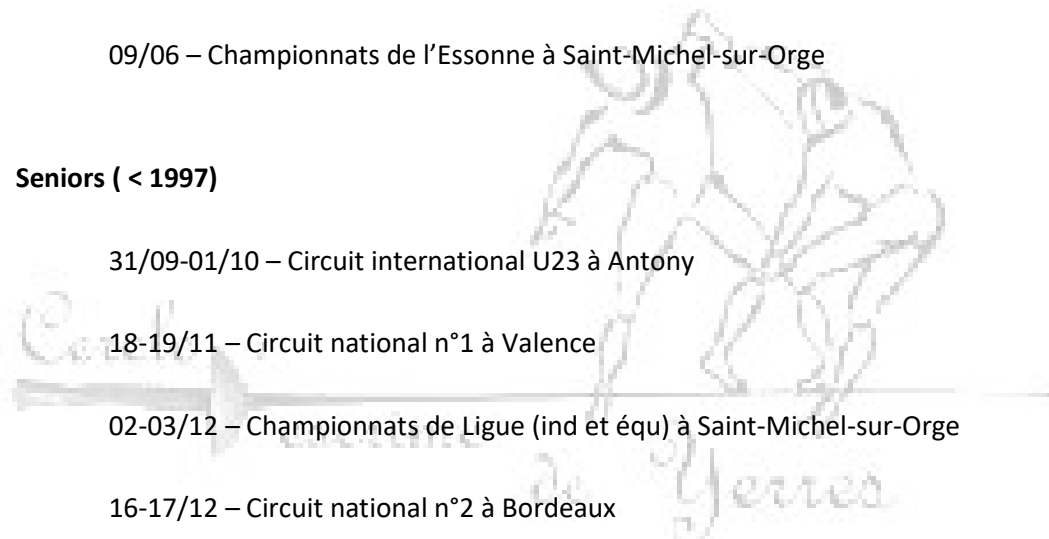 09/06 – Championnats de l’Essonne à Saint-Michel-sur-Orge
Seniors ( < 1997)
31/09-01/10 – Circuit international U23 à Antony
18-19/11 – Circuit national n°1 à Valence
02-03/12 – Championnats de Ligue (ind et équ) à Saint-Michel-sur-Orge
16-17/12 – Circuit national n°2 à Bordeaux
de Yerres